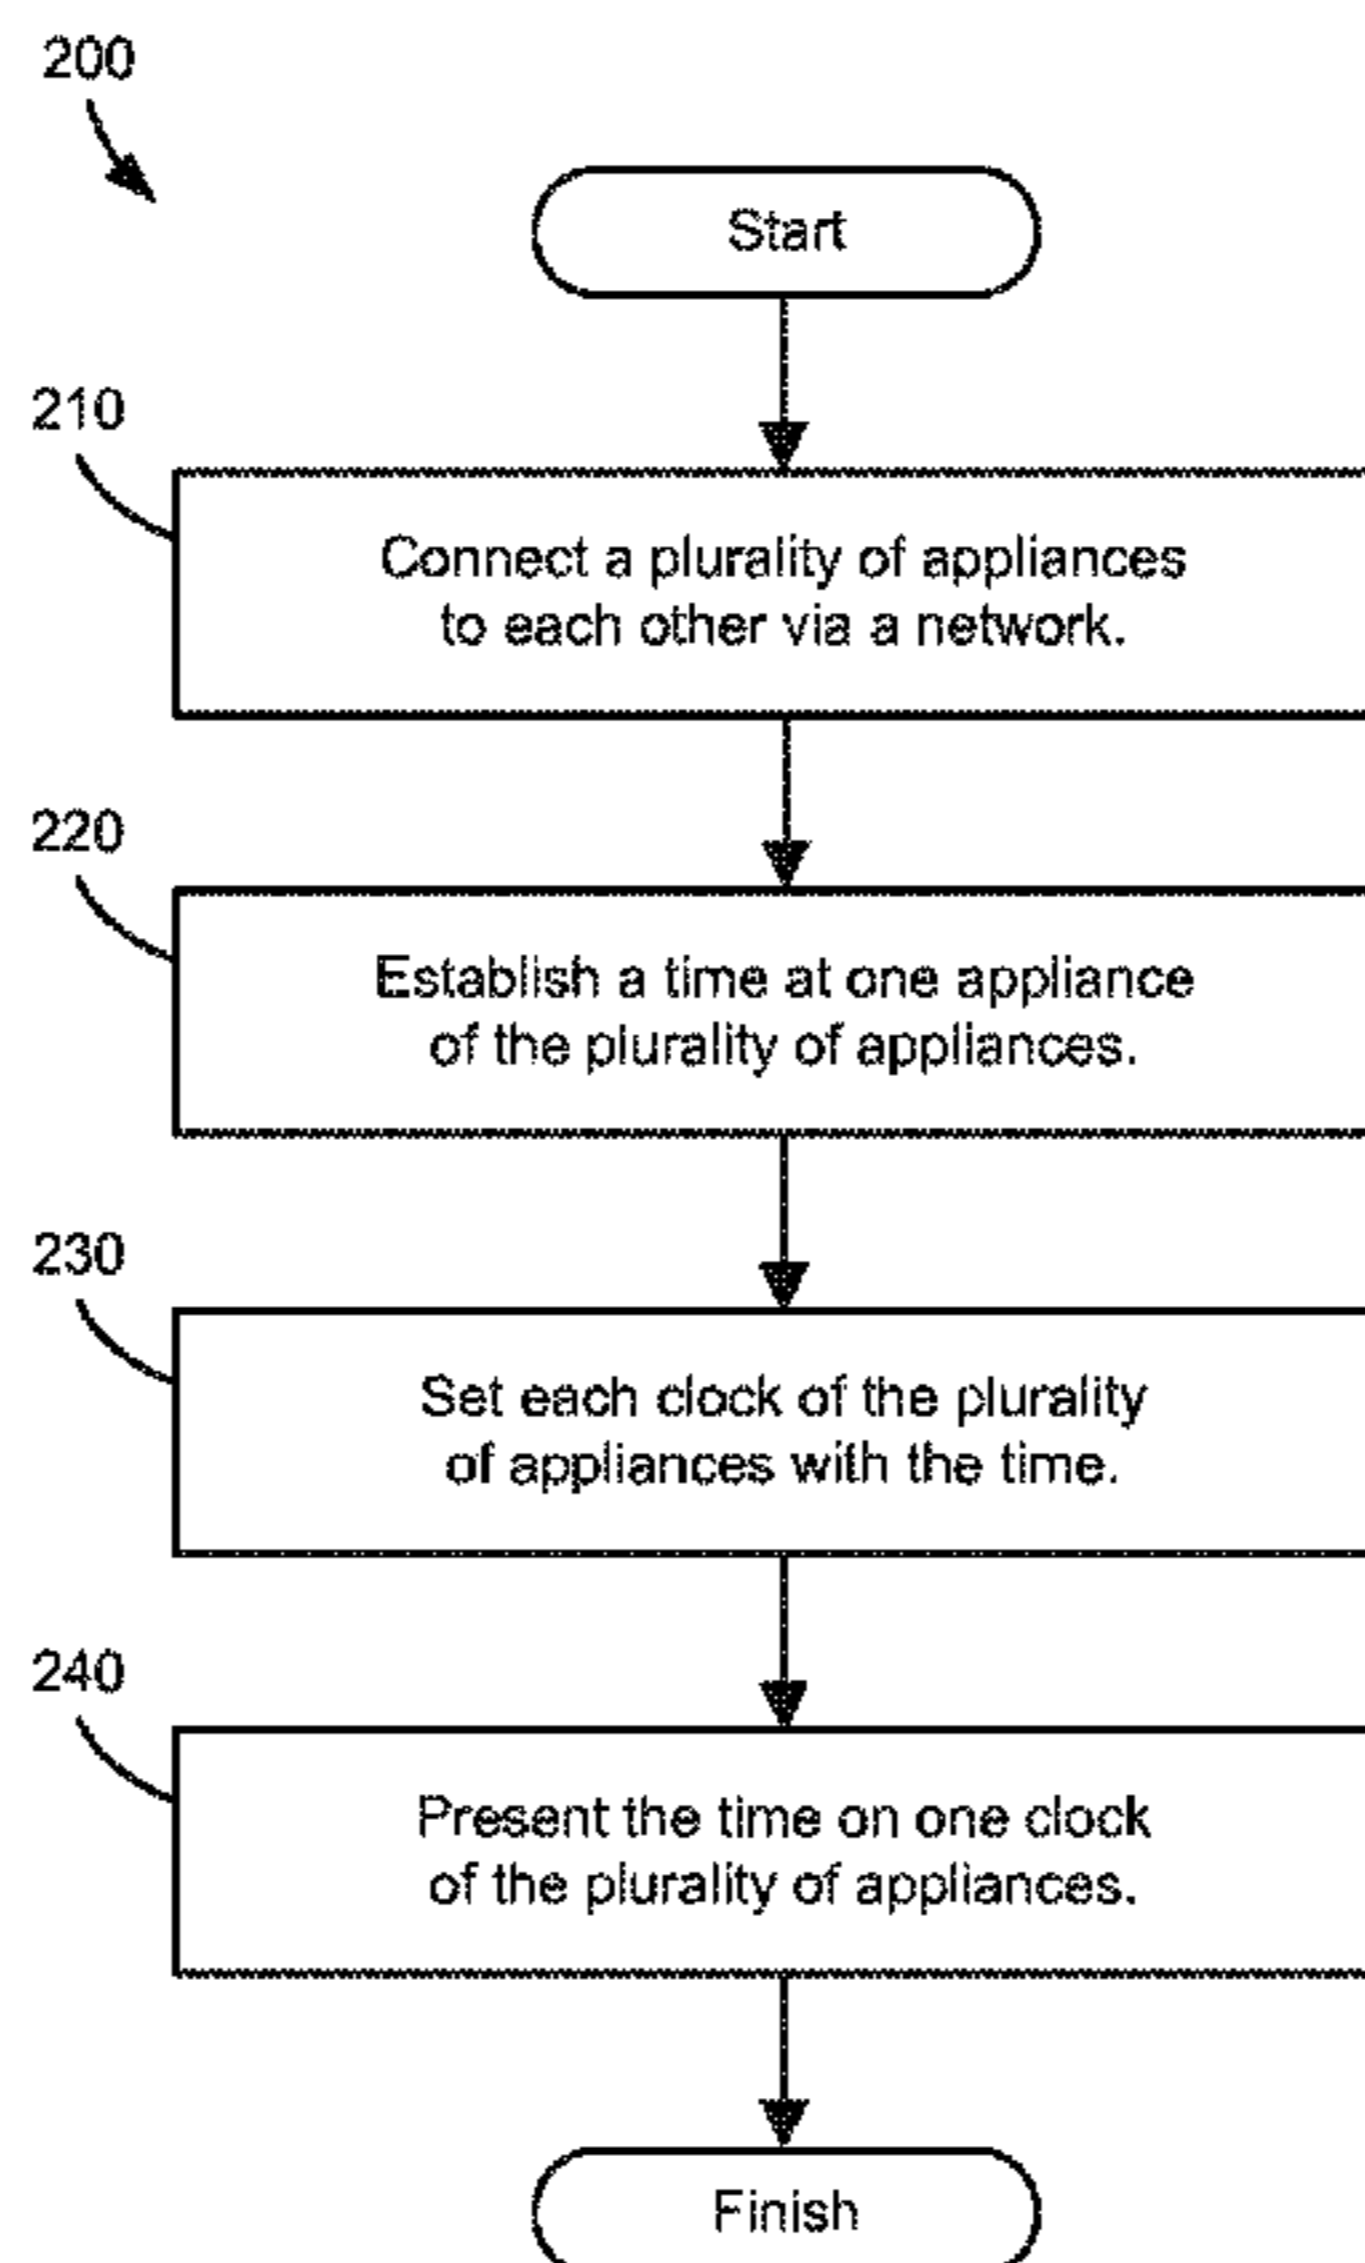 200
Start
210
Connect a plurality of appliances
to each other via a network.
220
Establish a time at one appliance
of the plurality of appliances.
230
Set each clock of the plurality
of appliances with the time.
240
Present the time on one clock
of the plurality of appliances.
Finish